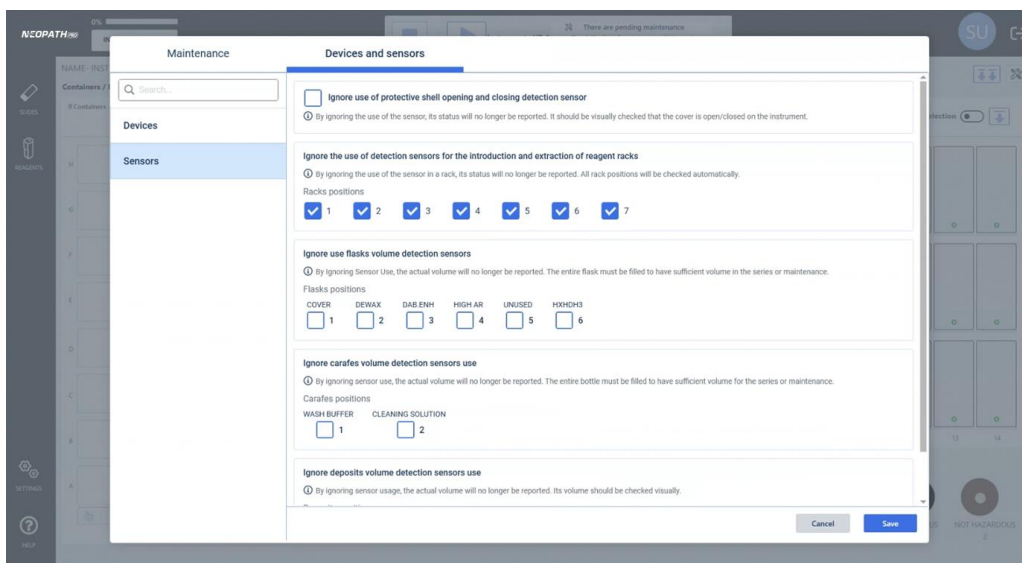 NEOPATH PRO
0%
There are pending maintenance
SU
NAME- INST
Containers /
8 Containers
SLIDES
REAGENTS
SETTINGS
HELP
Maintenance
Devices and sensors
Search...
Devices
Sensors
Ignore use of protective shell opening and closing detection sensor
By ignoring the use of the sensor, its status will no longer be reported. It should be visually checked that the cover is open/closed on the instrument.
Ignore the use of detection sensors for the introduction and extraction of reagent racks
By ignoring the use of the sensor in a rack, its status will no longer be reported. All rack positions will be checked automatically.
Racks positions
1 2 3 4 5 6 7
Ignore use flasks volume detection sensors
By Ignoring Sensor Use, the actual volume will no longer be reported. The entire flask must be filled to have sufficient volume in the series or maintenance.
Flasks positions
COVER DEWAX DAB.ENH HIGH AR UNUSED HXHDH3
1 2 3 4 5 6
Ignore carafes volume detection sensors use
By ignoring sensor use, the actual volume will no longer be reported. The entire bottle must be filled to have sufficient volume for the series or maintenance.
Carafes positions
WASH BUFFER CLEANING SOLUTION
1 2
Ignore deposits volume detection sensors use
By ignoring sensor usage, the actual volume will no longer be reported. Its volume should be checked visually.
Cancel Save
H
G
F
E
D
C
B
A
13 14
NOT HAZARDOUS
2